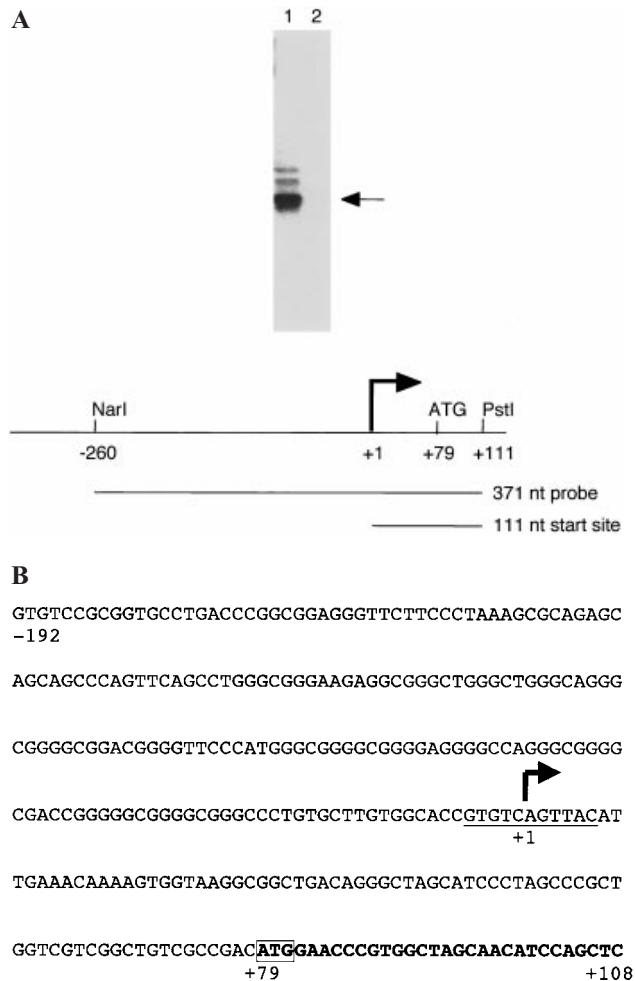 A
1 2
NarI ATG PstI
-260 +1 +79 +111
371 nt probe
111 nt start site
B
GTGTCCGCGGTGCCTGACCCGGCGGAGGGTTCTTCCCTAAAGCGCAGAGC
−192
AGCAGCCCAGTTCAGCCTGGGCGGGAAGAGGCGGGCTGGGCTGGGCAGGG
CGGGGCGGACGGGGTTCCCATGGGCGGGGCGGGGAGGGGCCAGGGCGGGG
CGACCGGGGGCGGGGCGGGCCCTGTGCTTGTGGCACCGTGTCAGTTACAT
+1
TGAAACAAAAGTGGTAAGGCGGCTGACAGGGCTAGCATCCCTAGCCCGCT
GGTCGTCGGCTGTCGCCGACATGGAACCCGTGGCTAGCAACATCCAGCTC
+79 +108